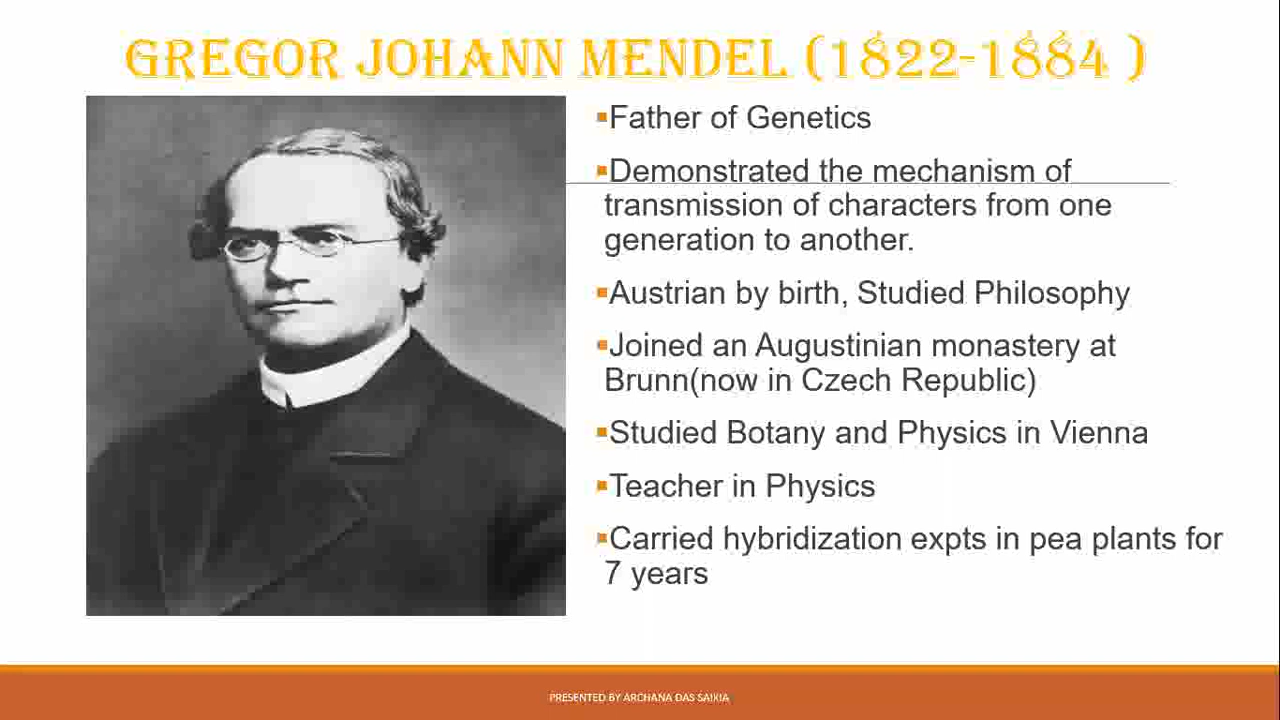 GREGOR JOHANN MENDEL (1822-1884 )
▪Father of Genetics
▪Demonstrated the mechanism of
transmission of characters from one
generation to another.
▪Austrian by birth, Studied Philosophy
▪Joined an Augustinian monastery at
Brunn(now in Czech Republic)
▪Studied Botany and Physics in Vienna
▪Teacher in Physics
▪Carried hybridization expts in pea plants for
7 years
PRESENTED BY ARCHANA DAS SAIKIA